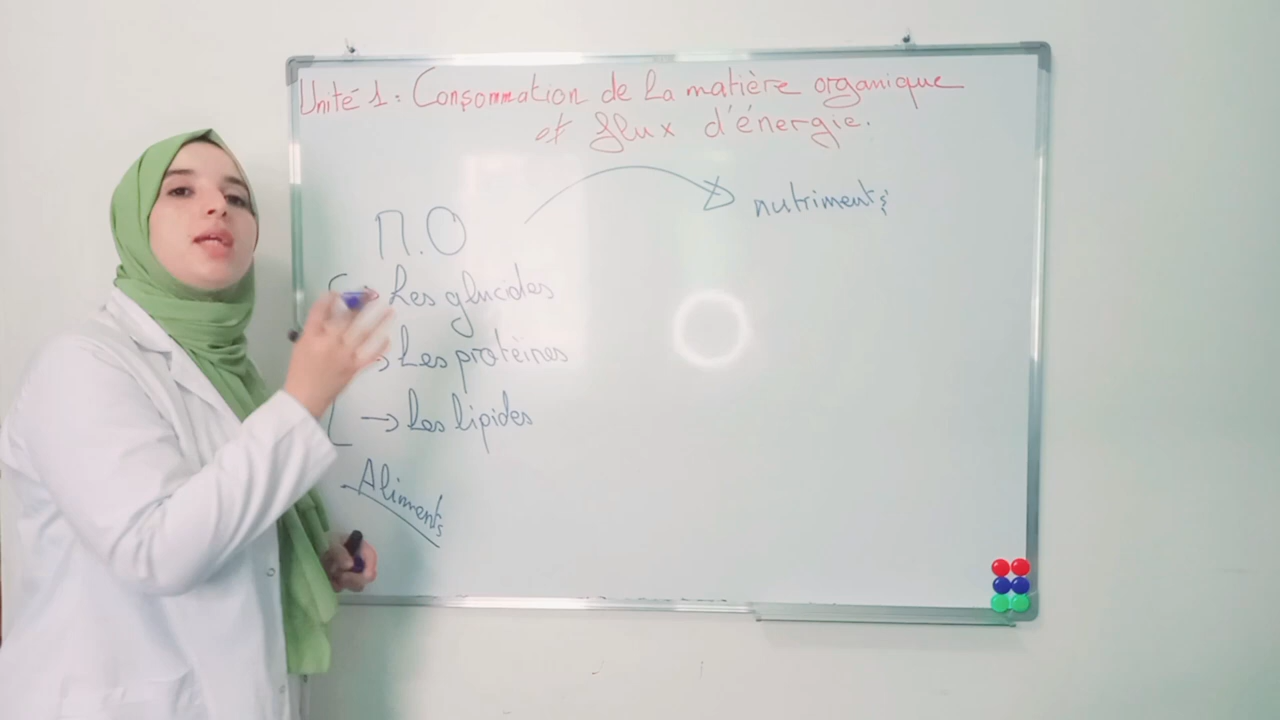 Unité 1 : Consommation de la matière organique
et flux d'énergie.
M.O
nutriments
→ Les glucides
→ Les protéines
→ Les lipides
Aliments